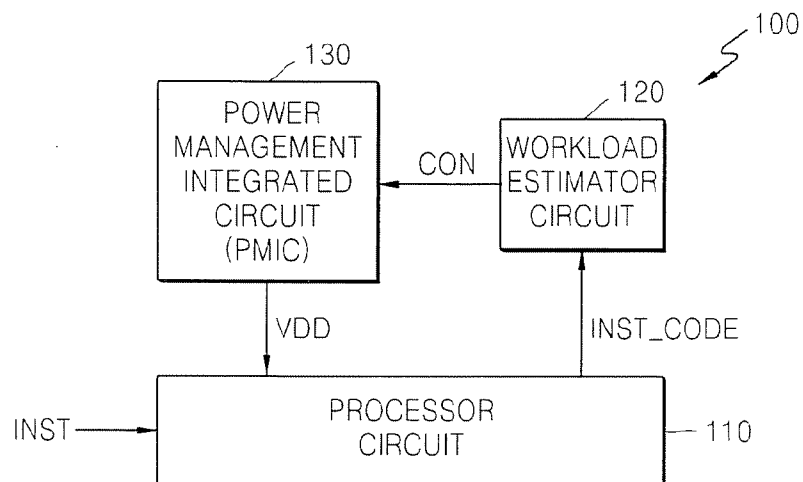 100
130
120
POWER
MANAGEMENT
INTEGRATED
CIRCUIT
(PMIC)
CON
WORKLOAD
ESTIMATOR
CIRCUIT
VDD
INST_CODE
INST
PROCESSOR
CIRCUIT
110